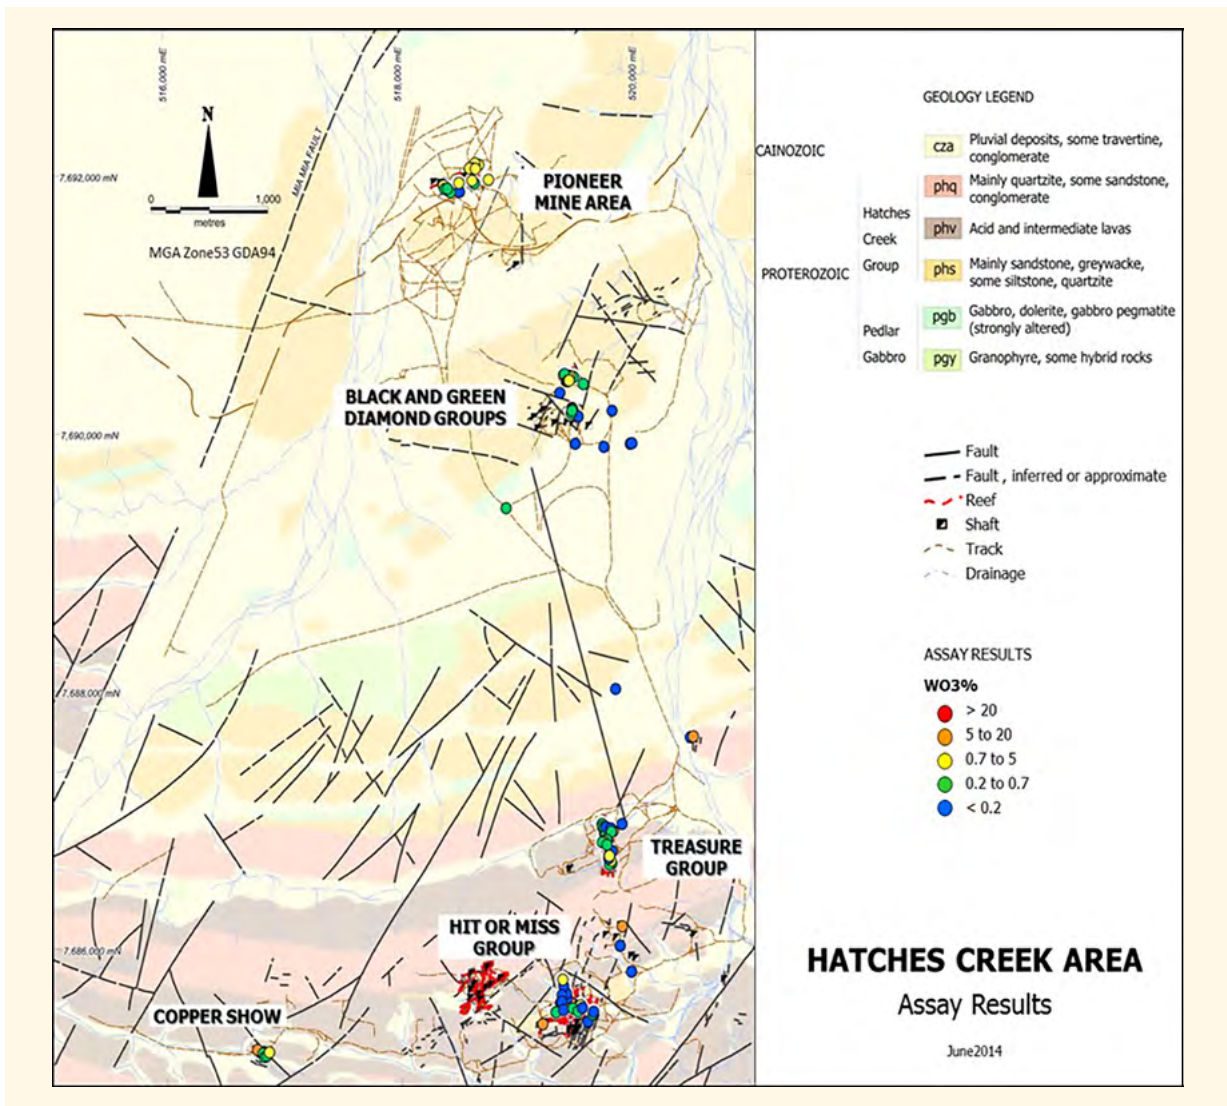 516,000 mE
518,000 mE
520,000 mE
N
MIA MIA FAULT
7,692,000 mN
0 1,000
metres
MGA Zone53 GDA94
PIONEER
MINE AREA
BLACK AND GREEN
DIAMOND GROUPS
7,690,000 mN
7,688,000 mN
TREASURE
GROUP
HIT OR MISS
GROUP
7,686,000 mN
COPPER SHOW
GEOLOGY LEGEND
CAINOZOIC
cza Pluvial deposits, some travertine,
conglomerate
phq Mainly quartzite, some sandstone,
conglomerate
Hatches
Creek
Group
phv Acid and intermediate lavas
PROTEROZOIC
phs Mainly sandstone, greywacke,
some siltstone, quartzite
pgb Gabbro, dolerite, gabbro pegmatite
(strongly altered)
Pedlar
Gabbro
pgy Granophyre, some hybrid rocks
Fault
Fault , inferred or approximate
Reef
Shaft
Track
Drainage
ASSAY RESULTS
WO3%
> 20
5 to 20
0.7 to 5
0.2 to 0.7
< 0.2
HATCHES CREEK AREA
Assay Results
June2014